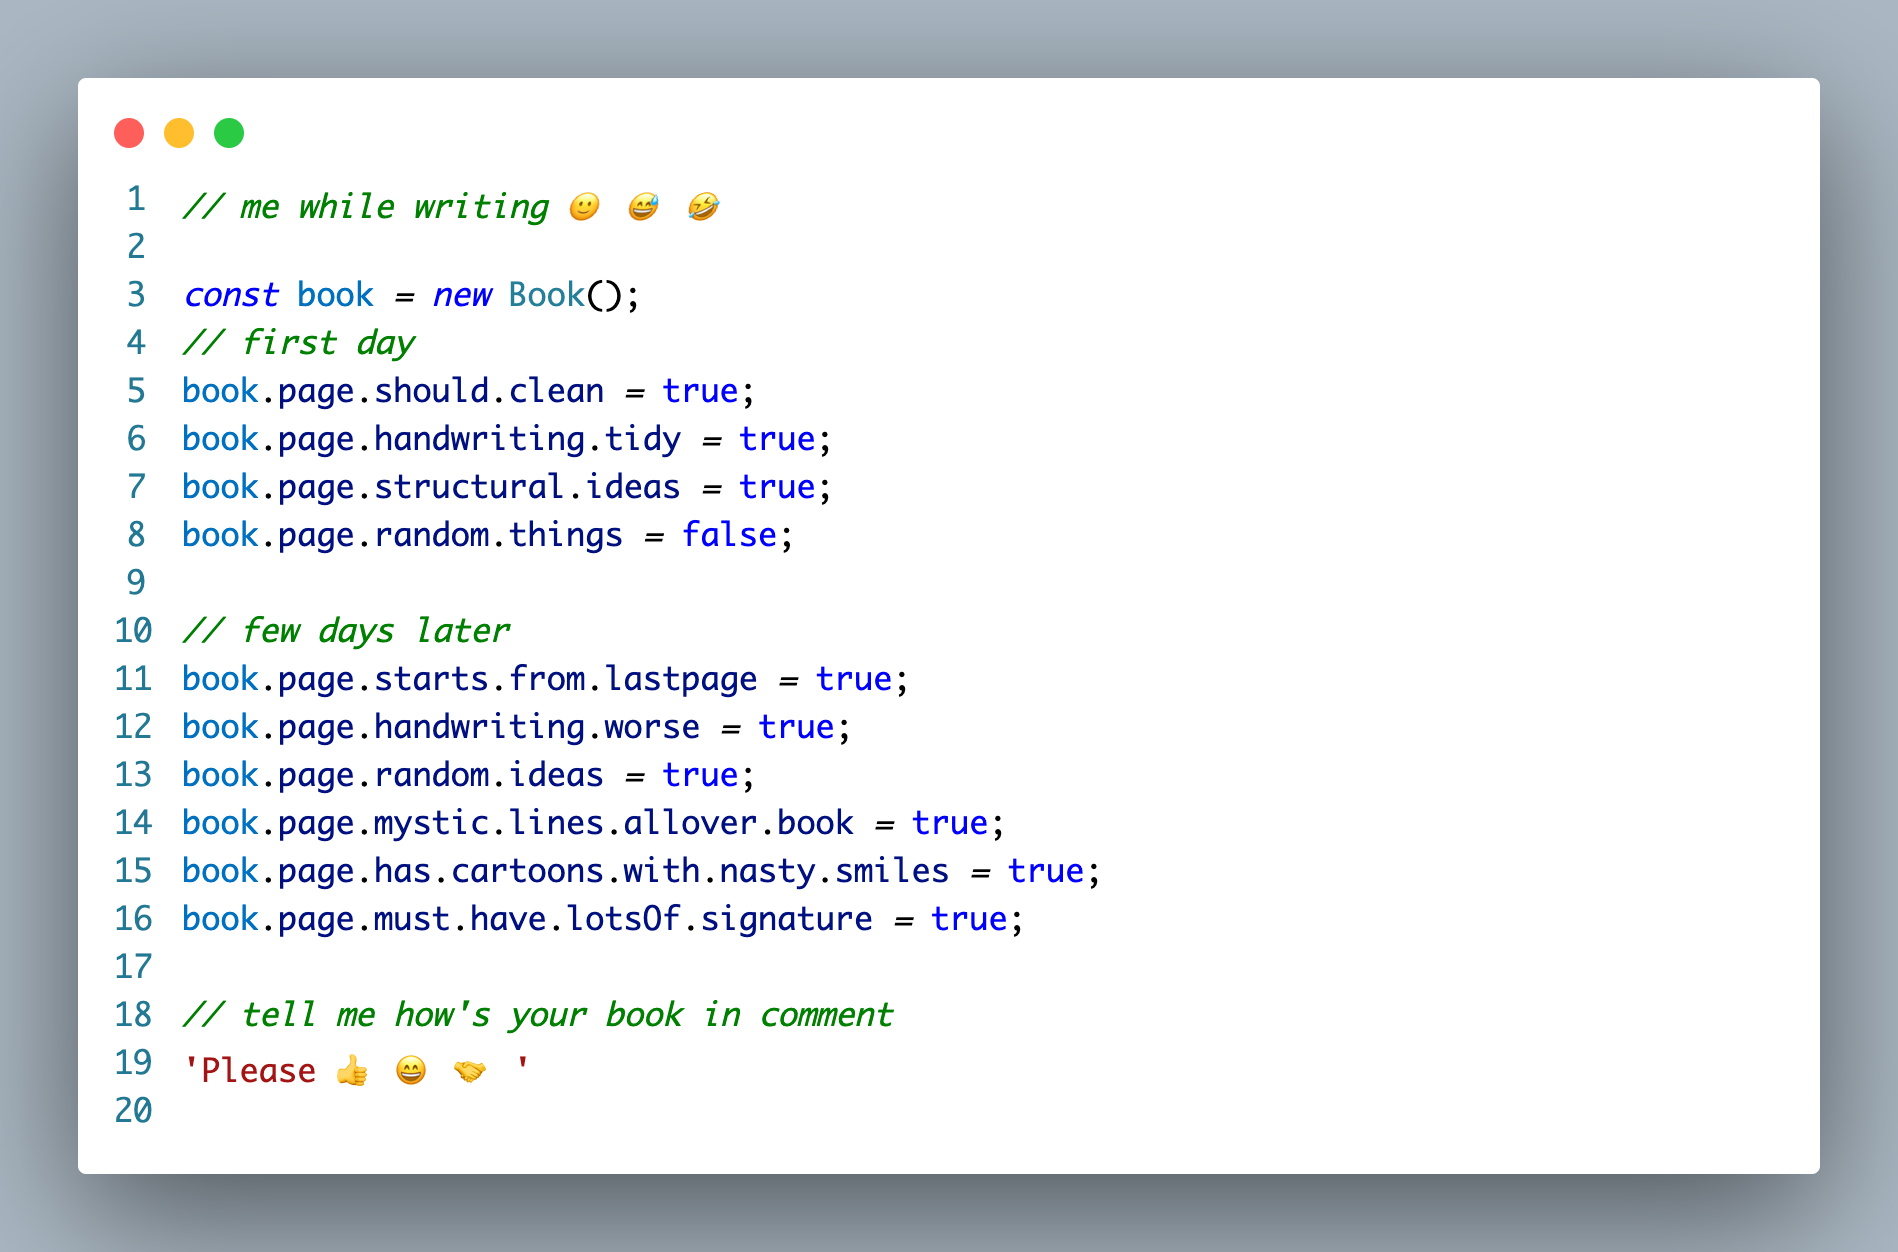 1 // me while writing 🙂 😅 🤣
2
3 const book = new Book();
4 // first day
5 book.page.should.clean = true;
6 book.page.handwriting.tidy = true;
7 book.page.structural.ideas = true;
8 book.page.random.things = false;
9
10 // few days later
11 book.page.starts.from.lastpage = true;
12 book.page.handwriting.worse = true;
13 book.page.random.ideas = true;
14 book.page.mystic.lines.allover.book = true;
15 book.page.has.cartoons.with.nasty.smiles = true;
16 book.page.must.have.lotsOf.signature = true;
17
18 // tell me how's your book in comment
19 'Please 👍 😄 🤝 '
20